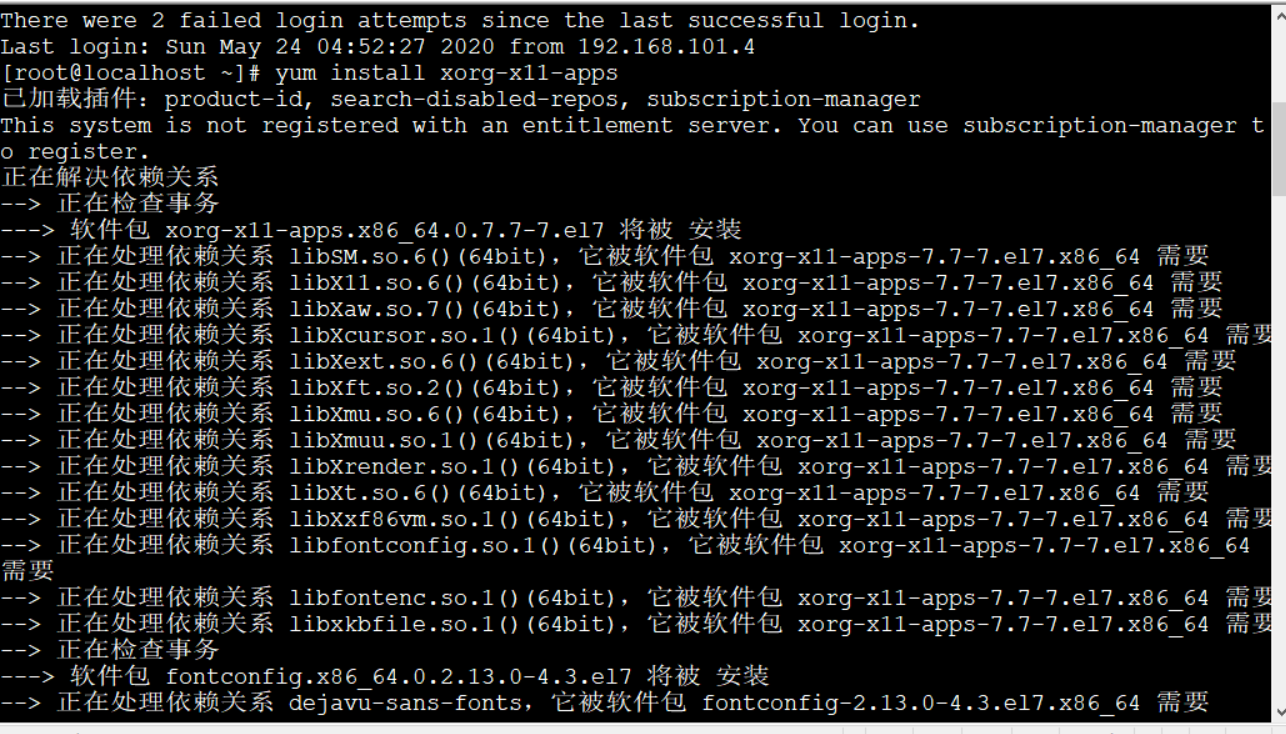 There were 2 failed login attempts since the last successful login.
Last login: Sun May 24 04:52:27 2020 from 192.168.101.4
[root@localhost ~]# yum install xorg-x11-apps
已加载插件：product-id, search-disabled-repos, subscription-manager
This system is not registered with an entitlement server. You can use subscription-manager t
o register.
正在解决依赖关系
--> 正在检查事务
---> 软件包 xorg-x11-apps.x86_64.0.7.7-7.el7 将被 安装
--> 正在处理依赖关系 libSM.so.6()(64bit)，它被软件包 xorg-x11-apps-7.7-7.el7.x86_64 需要
--> 正在处理依赖关系 libX11.so.6()(64bit)，它被软件包 xorg-x11-apps-7.7-7.el7.x86_64 需要
--> 正在处理依赖关系 libXaw.so.7()(64bit)，它被软件包 xorg-x11-apps-7.7-7.el7.x86_64 需要
--> 正在处理依赖关系 libXcursor.so.1()(64bit)，它被软件包 xorg-x11-apps-7.7-7.el7.x86_64 需要
--> 正在处理依赖关系 libXext.so.6()(64bit)，它被软件包 xorg-x11-apps-7.7-7.el7.x86_64 需要
--> 正在处理依赖关系 libXft.so.2()(64bit)，它被软件包 xorg-x11-apps-7.7-7.el7.x86_64 需要
--> 正在处理依赖关系 libXmu.so.6()(64bit)，它被软件包 xorg-x11-apps-7.7-7.el7.x86_64 需要
--> 正在处理依赖关系 libXmuu.so.1()(64bit)，它被软件包 xorg-x11-apps-7.7-7.el7.x86_64 需要
--> 正在处理依赖关系 libXrender.so.1()(64bit)，它被软件包 xorg-x11-apps-7.7-7.el7.x86_64 需要
--> 正在处理依赖关系 libXt.so.6()(64bit)，它被软件包 xorg-x11-apps-7.7-7.el7.x86_64 需要
--> 正在处理依赖关系 libXxf86vm.so.1()(64bit)，它被软件包 xorg-x11-apps-7.7-7.el7.x86_64 需要
--> 正在处理依赖关系 libfontconfig.so.1()(64bit)，它被软件包 xorg-x11-apps-7.7-7.el7.x86_64
需要
--> 正在处理依赖关系 libfontenc.so.1()(64bit)，它被软件包 xorg-x11-apps-7.7-7.el7.x86_64 需要
--> 正在处理依赖关系 libxkbfile.so.1()(64bit)，它被软件包 xorg-x11-apps-7.7-7.el7.x86_64 需要
--> 正在检查事务
---> 软件包 fontconfig.x86_64.0.2.13.0-4.3.el7 将被 安装
--> 正在处理依赖关系 dejavu-sans-fonts，它被软件包 fontconfig-2.13.0-4.3.el7.x86_64 需要